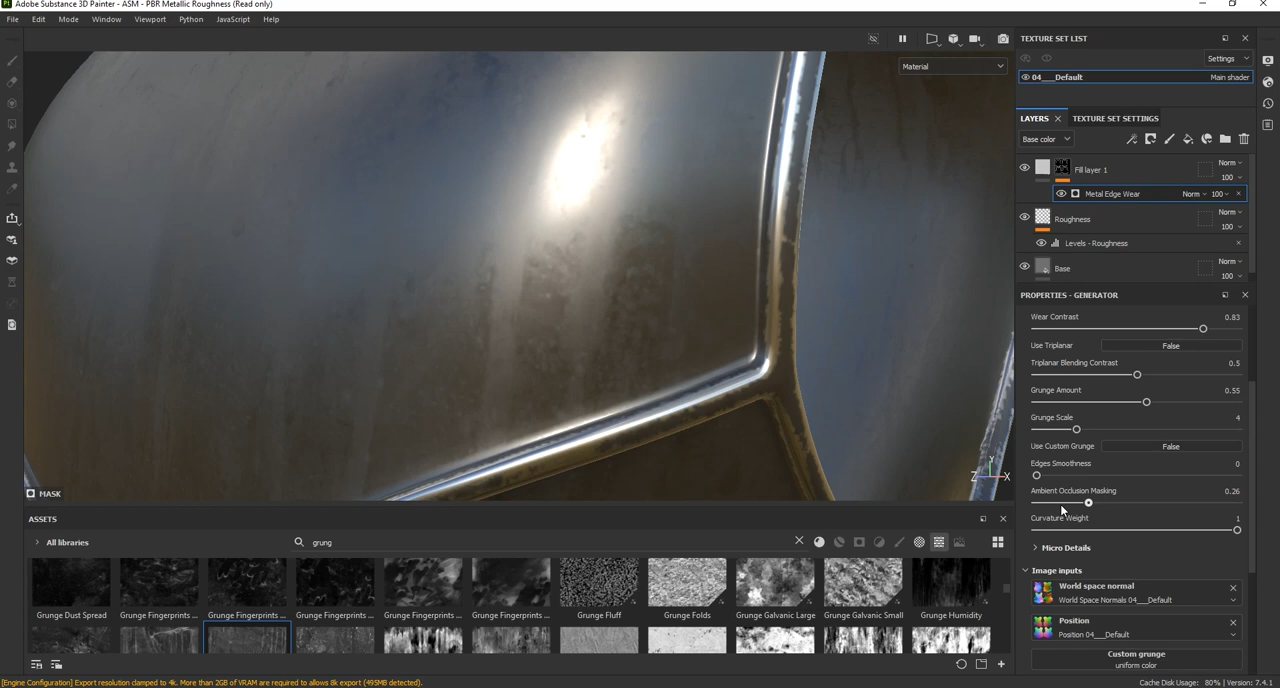 Adobe Substance 3D Painter - ASM - PBR Metallic Roughness (Read only)
File Edit Mode Window Viewport Python JavaScript Help
Material
TEXTURE SET LIST
Settings
04___Default Main shader
LAYERS TEXTURE SET SETTINGS
Base color
Fill layer 1 Norm 100
Metal Edge Wear Norm 100
Roughness Norm 100
Levels - Roughness
Base Norm 100
PROPERTIES - GENERATOR
Wear Contrast 0.83
Use Triplanar False
Triplanar Blending Contrast 0.5
Grunge Amount 0.55
Grunge Scale 4
Use Custom Grunge False
Edges Smoothness 0
Ambient Occlusion Masking 0.26
Curvature Weight 1
Micro Details
Image inputs
World space normal
World Space Normals 04___Default
Position
Position 04___Default
Custom grunge
uniform color
Y
Z X
MASK
ASSETS
All libraries
grung
Grunge Dust Spread Grunge Fingerprints ... Grunge Fingerprints ... Grunge Fingerprints ... Grunge Fingerprints ... Grunge Fingerprints ... Grunge Fluff Grunge Folds Grunge Galvanic Large Grunge Galvanic Small Grunge Humidity
[Engine Configuration] Export resolution clamped to 4k. More than 2GB of VRAM are required to allows 8k export (495MB detected).
Cache Disk Usage: 80% | Version: 7.4.1